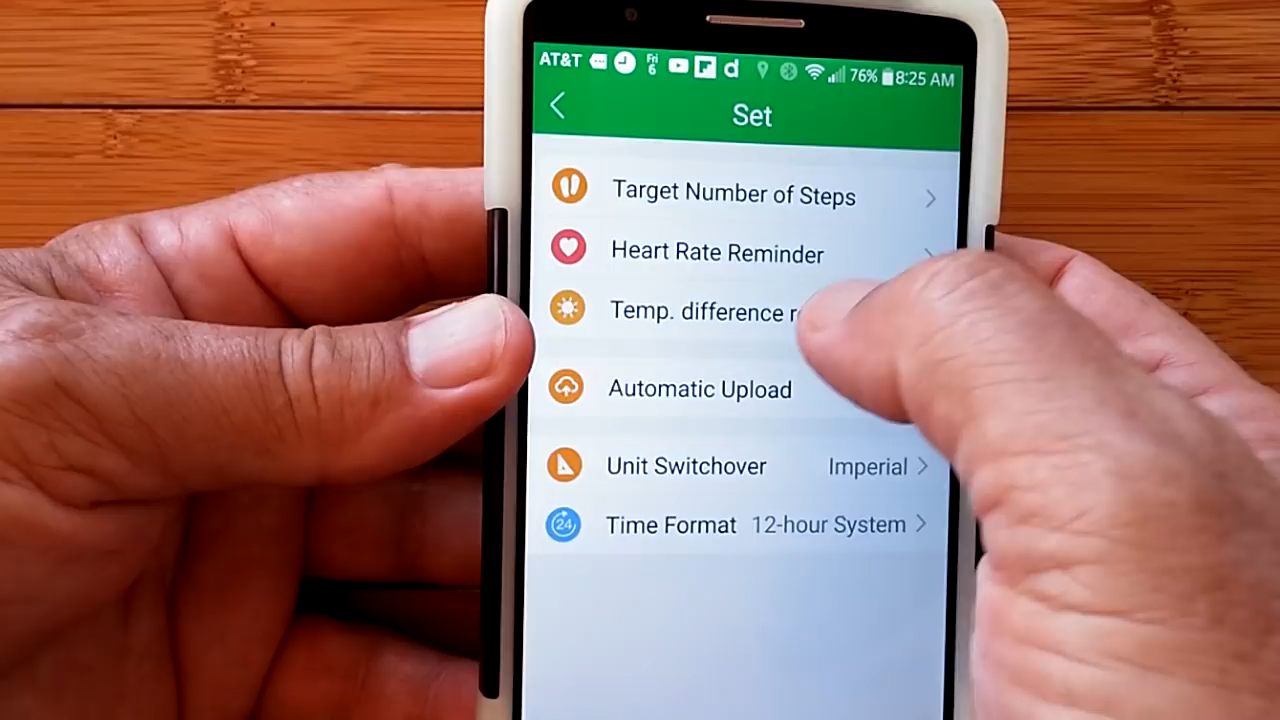 AT&T Fri 6 d 76% 8:25 AM
Set
Target Number of Steps
Heart Rate Reminder
Temp. difference
Automatic Upload
Unit Switchover Imperial
24 Time Format 12-hour System